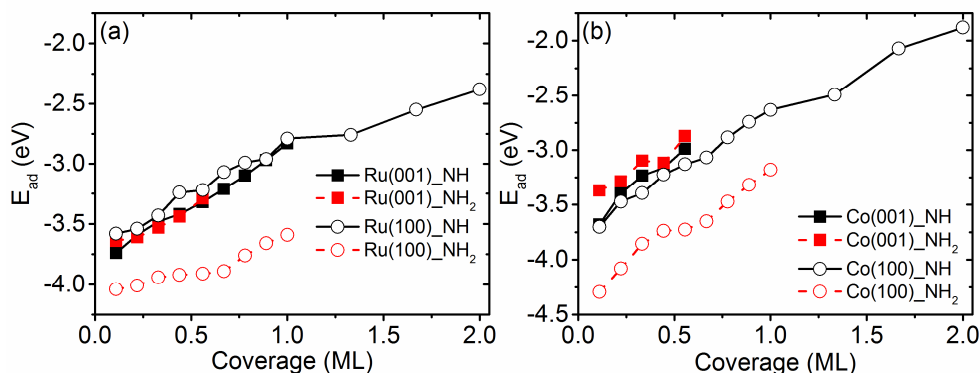 (a)
-2.0
-2.5
-3.0
-3.5
-4.0
E_ad (eV)
0.0 0.5 1.0 1.5 2.0
Coverage (ML)
Ru(001)_NH
Ru(001)_NH₂
Ru(100)_NH
Ru(100)_NH₂
(b)
-2.0
-2.5
-3.0
-3.5
-4.0
-4.5
E_ad (eV)
0.0 0.5 1.0 1.5 2.0
Coverage (ML)
Co(001)_NH
Co(001)_NH₂
Co(100)_NH
Co(100)_NH₂